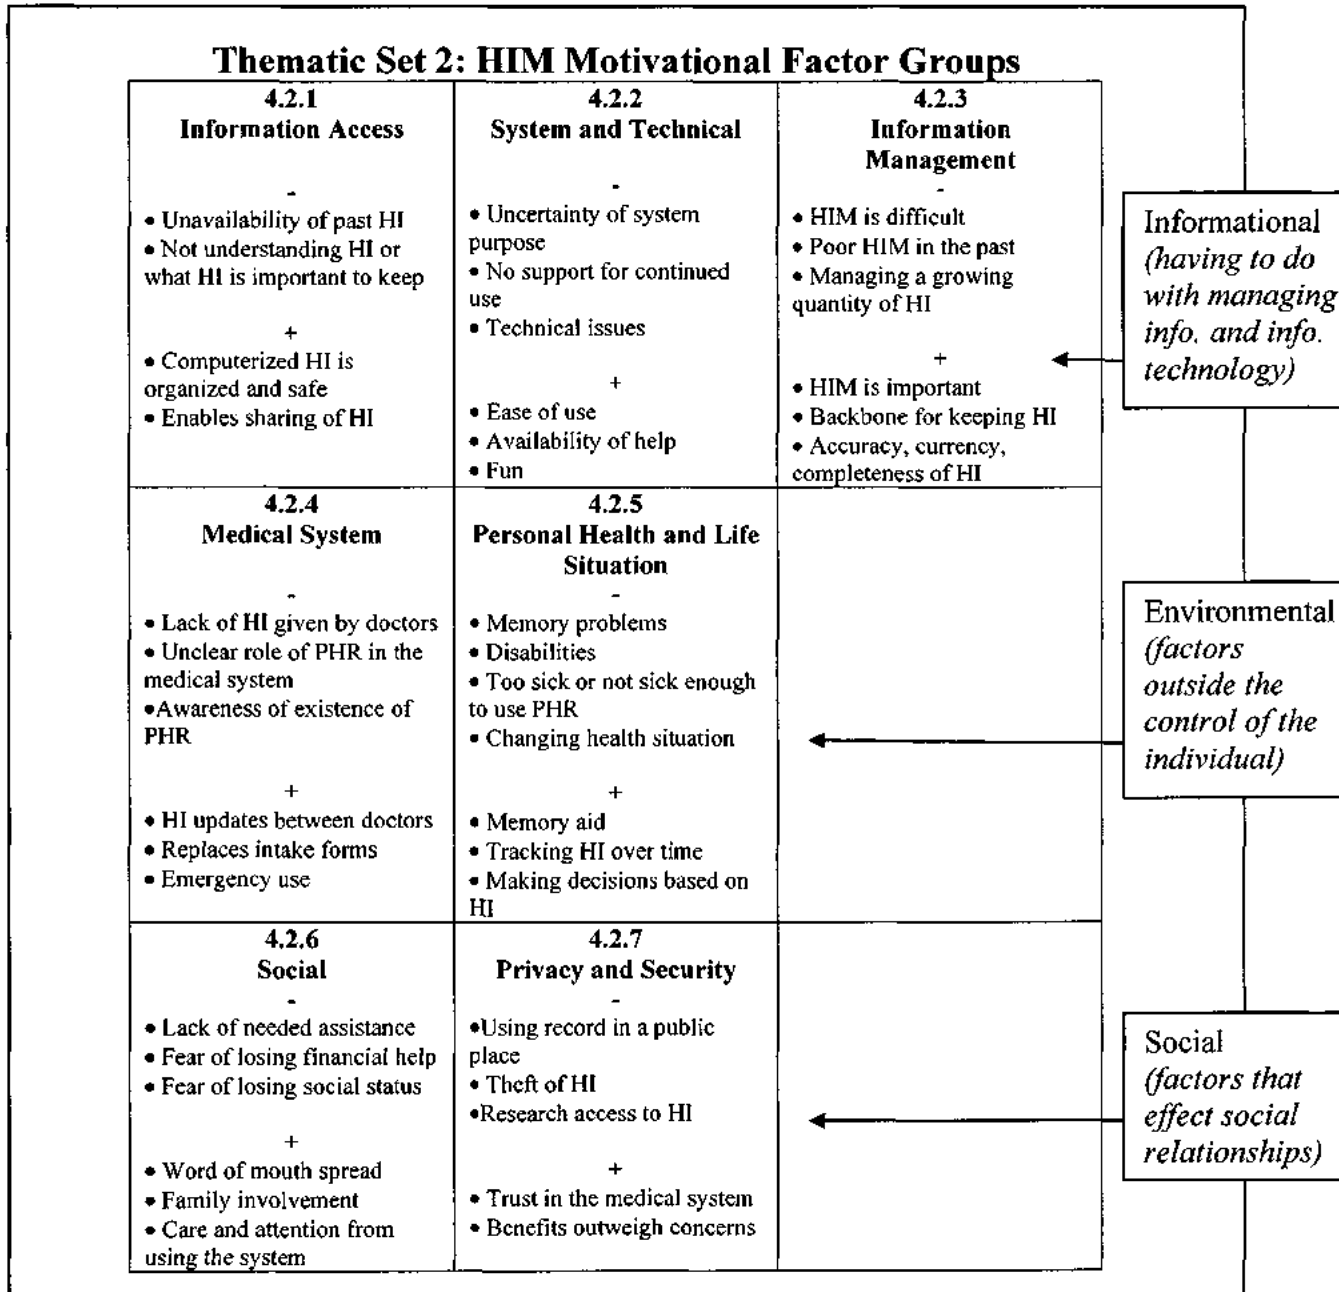 Thematic Set 2: HIM Motivational Factor Groups
4.2.1
Information Access
-
• Unavailability of past HI
• Not understanding HI or
what HI is important to keep
+
• Computerized HI is
organized and safe
• Enables sharing of HI
4.2.2
System and Technical
-
• Uncertainty of system
purpose
• No support for continued
use
• Technical issues
+
• Ease of use
• Availability of help
• Fun
4.2.3
Information
Management
-
• HIM is difficult
• Poor HIM in the past
• Managing a growing
quantity of HI
+
• HIM is important
• Backbone for keeping HI
• Accuracy, currency,
completeness of HI
Informational
(having to do
with managing
info. and info.
technology)
4.2.4
Medical System
-
• Lack of HI given by doctors
• Unclear role of PHR in the
medical system
•Awareness of existence of
PHR
+
• HI updates between doctors
• Replaces intake forms
• Emergency use
4.2.5
Personal Health and Life
Situation
-
• Memory problems
• Disabilities
• Too sick or not sick enough
to use PHR
• Changing health situation
+
• Memory aid
• Tracking HI over time
• Making decisions based on
HI
Environmental
(factors
outside the
control of the
individual)
4.2.6
Social
-
• Lack of needed assistance
• Fear of losing financial help
• Fear of losing social status
+
• Word of mouth spread
• Family involvement
• Care and attention from
using the system
4.2.7
Privacy and Security
-
•Using record in a public
place
• Theft of HI
•Research access to HI
+
• Trust in the medical system
• Benefits outweigh concerns
Social
(factors that
effect social
relationships)